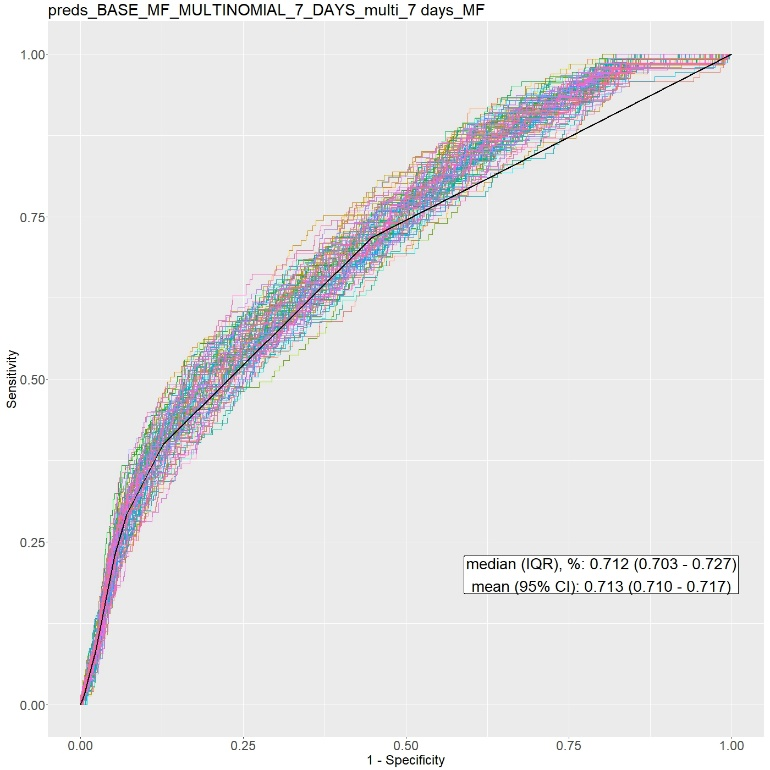 preds_BASE_MF_MULTINOMIAL_7_DAYS_multi_7 days_MF
1.00
0.75
Sensitivity
0.50
0.25
median (IQR), %: 0.712 (0.703 - 0.727)
mean (95% CI): 0.713 (0.710 - 0.717)
0.00
0.00 0.25 0.50 0.75 1.00
1 - Specificity